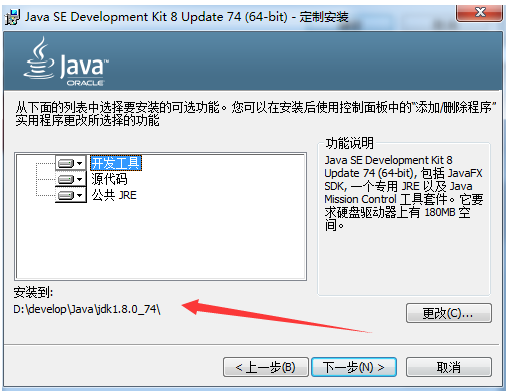 Java SE Development Kit 8 Update 74 (64-bit) - 定制安装
Java
ORACLE
从下面的列表中选择要安装的可选功能。您可以在安装后使用控制面板中的“添加/删除程序”
实用程序更改所选择的功能
开发工具
源代码
公共 JRE
功能说明
Java SE Development Kit 8
Update 74 (64-bit), 包括 JavaFX
SDK, 一个专用 JRE 以及 Java
Mission Control 工具套件。它要
求硬盘驱动器上有 180MB 空
间。
安装到:
D:\develop\Java\jdk1.8.0_74\
更改(C)...
< 上一步(B)
下一步(N) >
取消